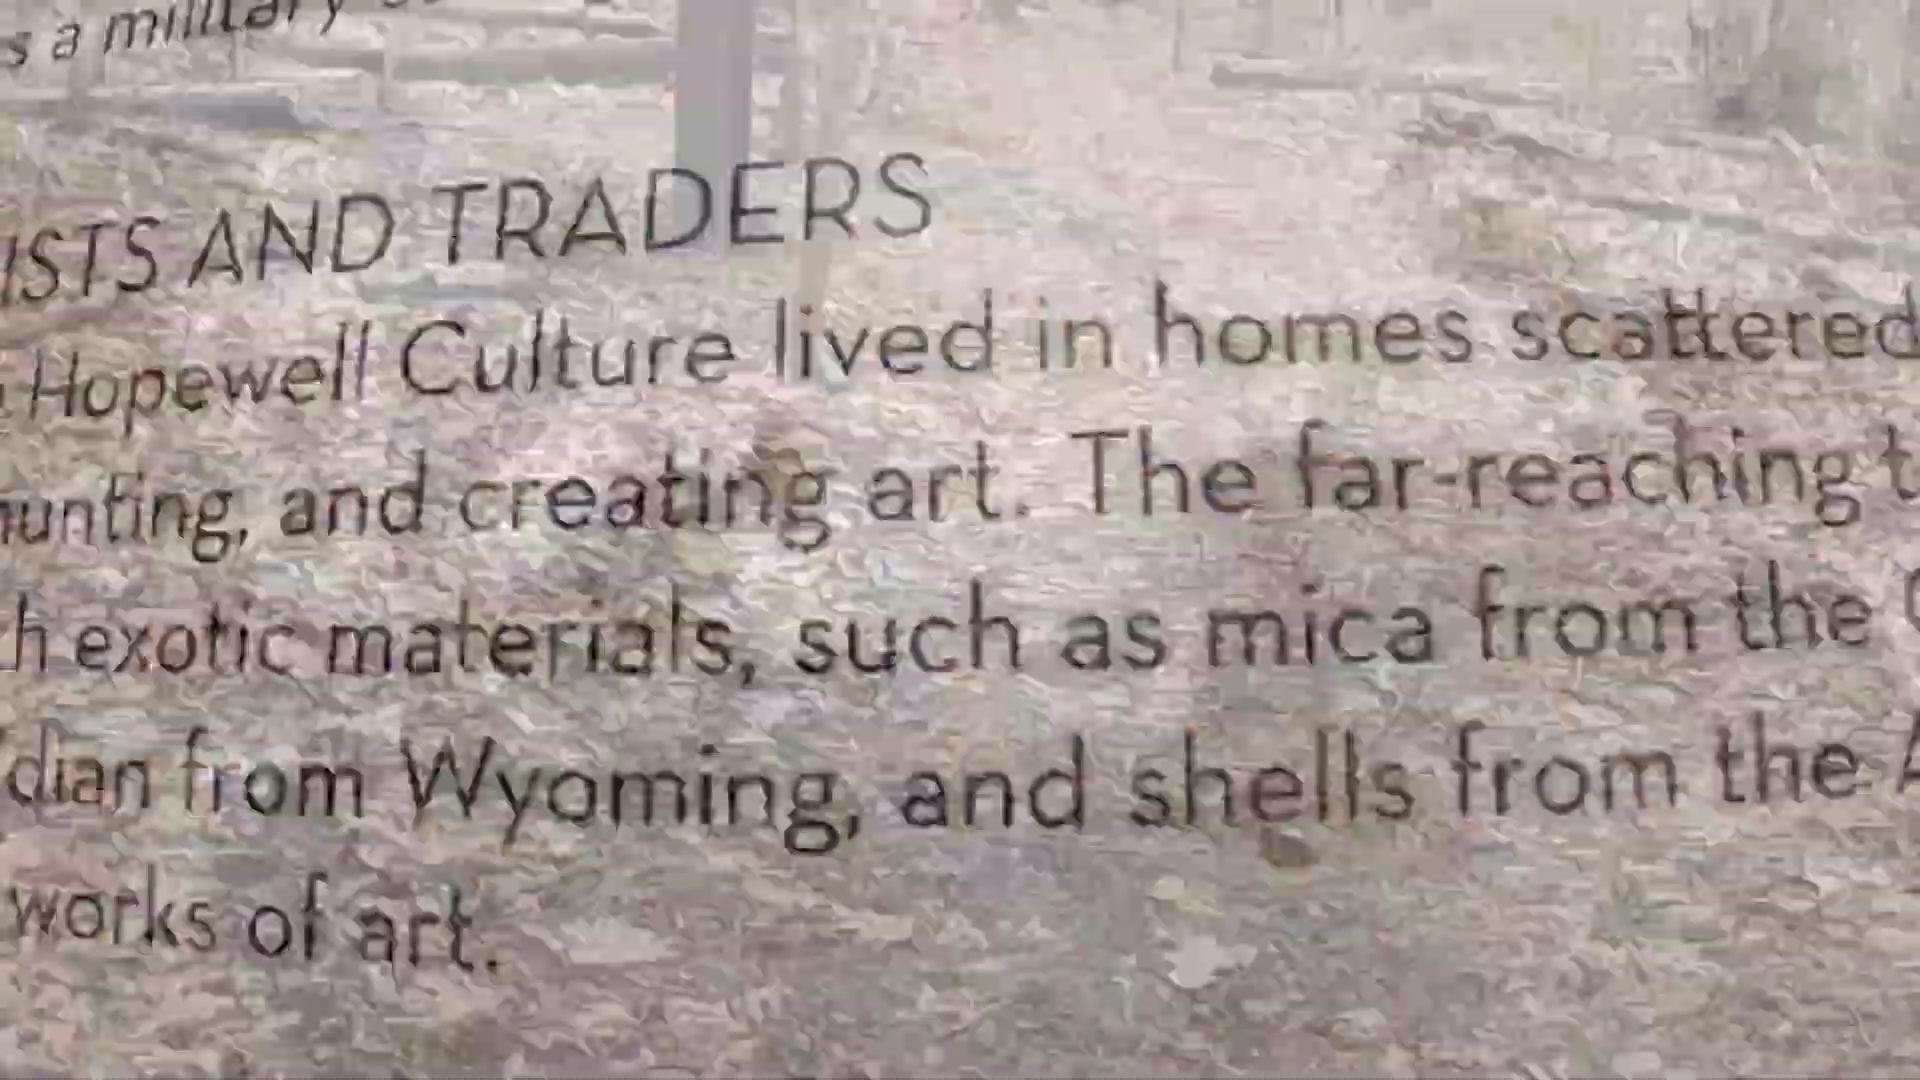 s a military
ISTS AND TRADERS
Hopewell Culture lived in homes scattered
hunting, and creating art. The far-reaching t
h exotic materials, such as mica from the
dian from Wyoming, and shells from the A
works of art.